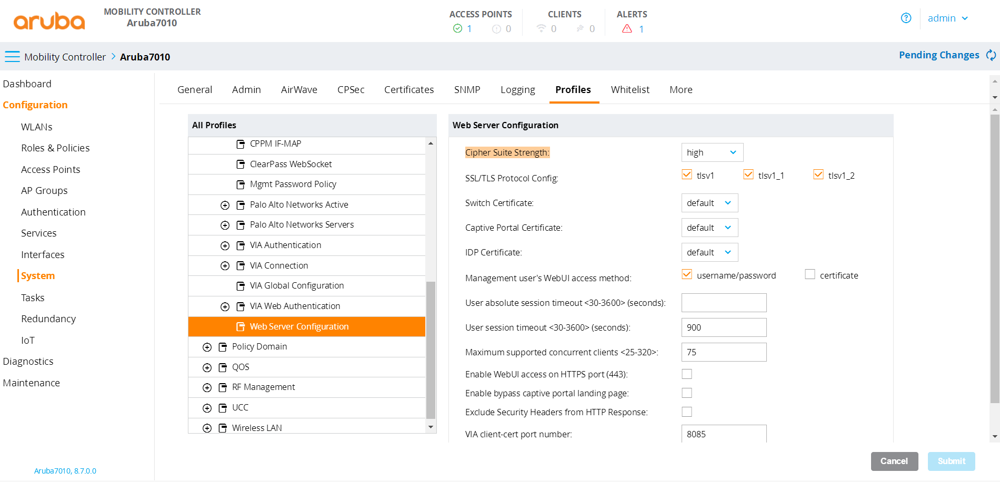 aruba
MOBILITY CONTROLLER
Aruba7010
ACCESS POINTS
1 0
CLIENTS
0 0
ALERTS
1
? admin
Mobility Controller > Aruba7010
Pending Changes
Dashboard
Configuration
WLANs
Roles & Policies
Access Points
AP Groups
Authentication
Services
Interfaces
System
Tasks
Redundancy
IoT
Diagnostics
Maintenance
Aruba7010, 8.7.0.0
General Admin AirWave CPSec Certificates SNMP Logging Profiles Whitelist More
All Profiles
CPPM IF-MAP
ClearPass WebSocket
Mgmt Password Policy
Palo Alto Networks Active
Palo Alto Networks Servers
VIA Authentication
VIA Connection
VIA Global Configuration
VIA Web Authentication
Web Server Configuration
Policy Domain
QOS
RF Management
UCC
Wireless LAN
Web Server Configuration
Cipher Suite Strength: high
SSL/TLS Protocol Config: tlsv1 tlsv1_1 tlsv1_2
Switch Certificate: default
Captive Portal Certificate: default
IDP Certificate: default
Management user's WebUI access method: username/password certificate
User absolute session timeout <30-3600> (seconds):
User session timeout <30-3600> (seconds): 900
Maximum supported concurrent clients <25-320>: 75
Enable WebUI access on HTTPS port (443):
Enable bypass captive portal landing page:
Exclude Security Headers from HTTP Response:
VIA client-cert port number: 8085
Cancel Submit